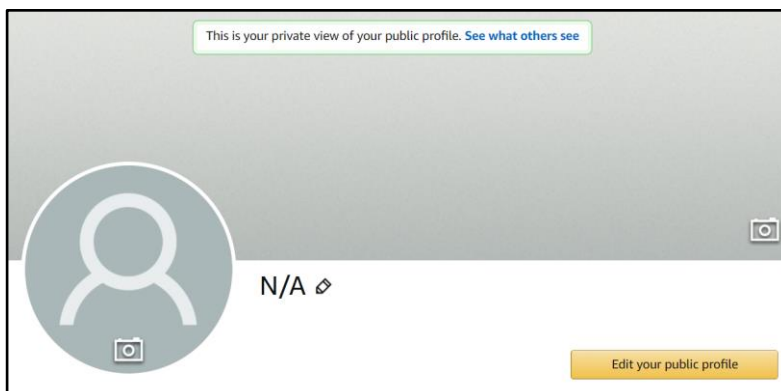 This is your private view of your public profile. See what others see
N/A
Edit your public profile